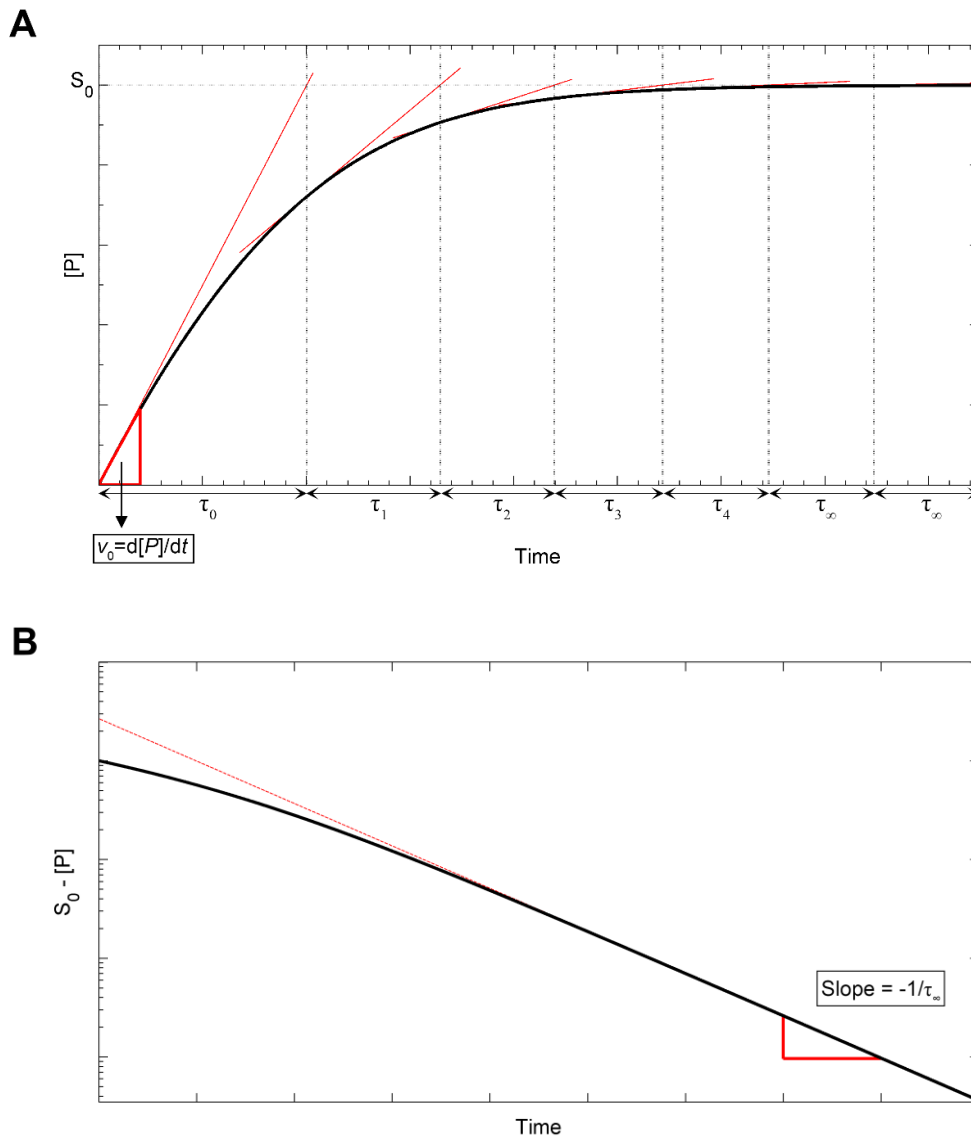 A
S₀
[P]
τ₀ τ₁ τ₂ τ₃ τ₄ τ∞ τ∞
v₀=d[P]/dt
Time
B
S₀ - [P]
Slope = -1/τ∞
Time